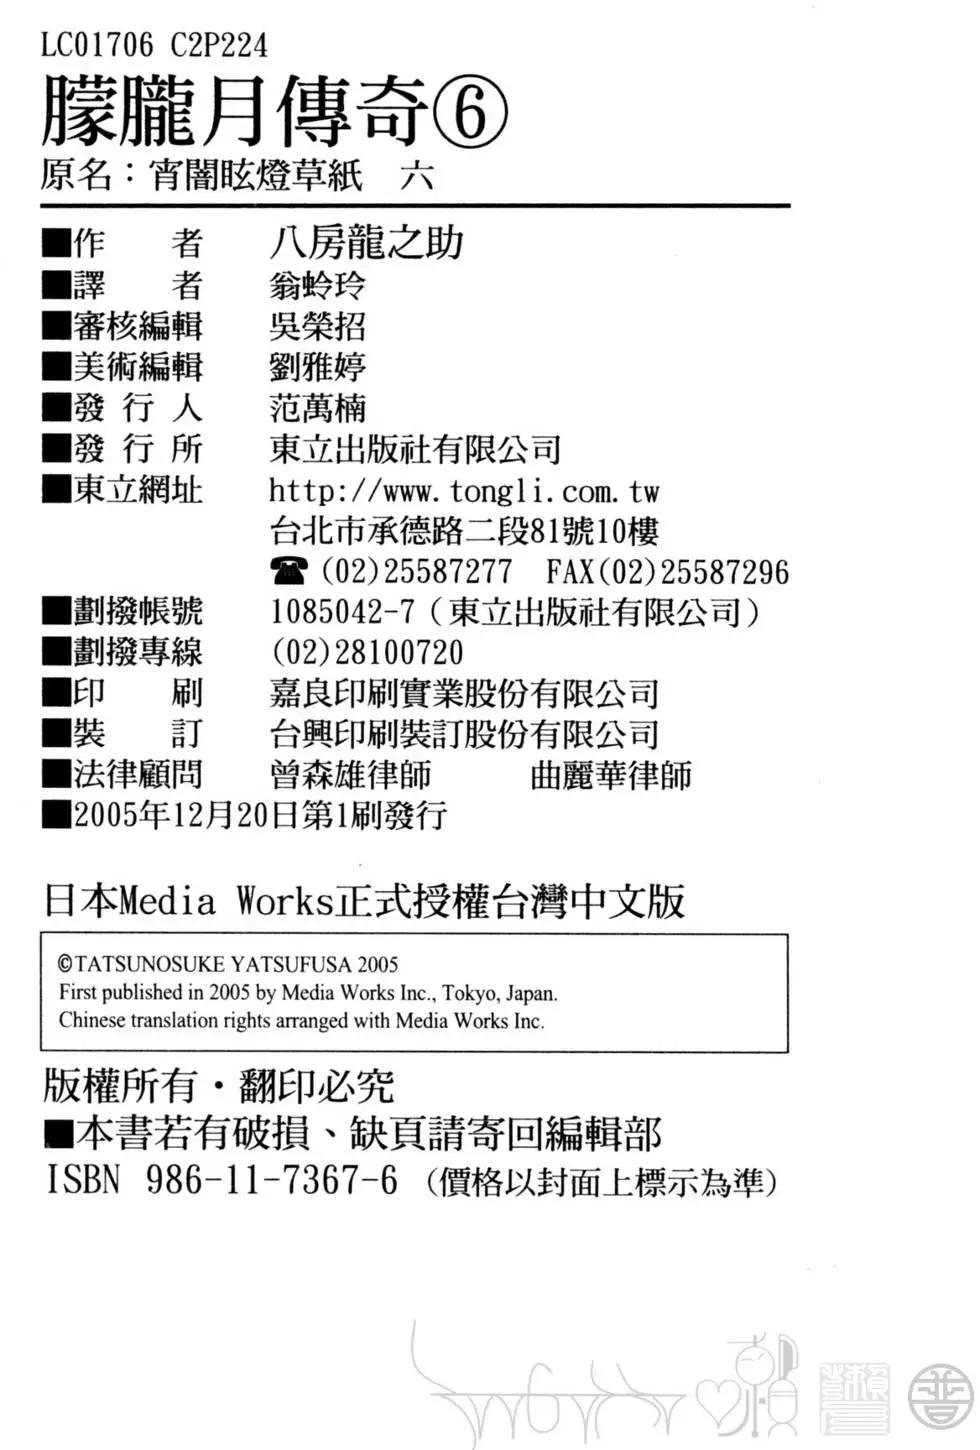 LC01706 C2P224
朦朧月傳奇⑥
原名：宵闇眩燈草紙　六
■作　者　八房龍之助
■譯　者　翁蛉玲
■審核編輯　吳榮招
■美術編輯　劉雅婷
■發行人　范萬楠
■發行所　東立出版社有限公司
■東立網址　http://www.tongli.com.tw
台北市承德路二段81號10樓
☎(02)25587277　FAX(02)25587296
■劃撥帳號　1085042-7（東立出版社有限公司）
■劃撥專線　(02)28100720
■印　刷　嘉良印刷實業股份有限公司
■裝　訂　台興印刷裝訂股份有限公司
■法律顧問　曾森雄律師　曲麗華律師
■2005年12月20日第1刷發行
日本Media Works正式授權台灣中文版
©TATSUNOSUKE YATSUFUSA 2005
First published in 2005 by Media Works Inc., Tokyo, Japan.
Chinese translation rights arranged with Media Works Inc.
版權所有・翻印必究
■本書若有破損、缺頁請寄回編輯部
ISBN 986-11-7367-6（價格以封面上標示為準）